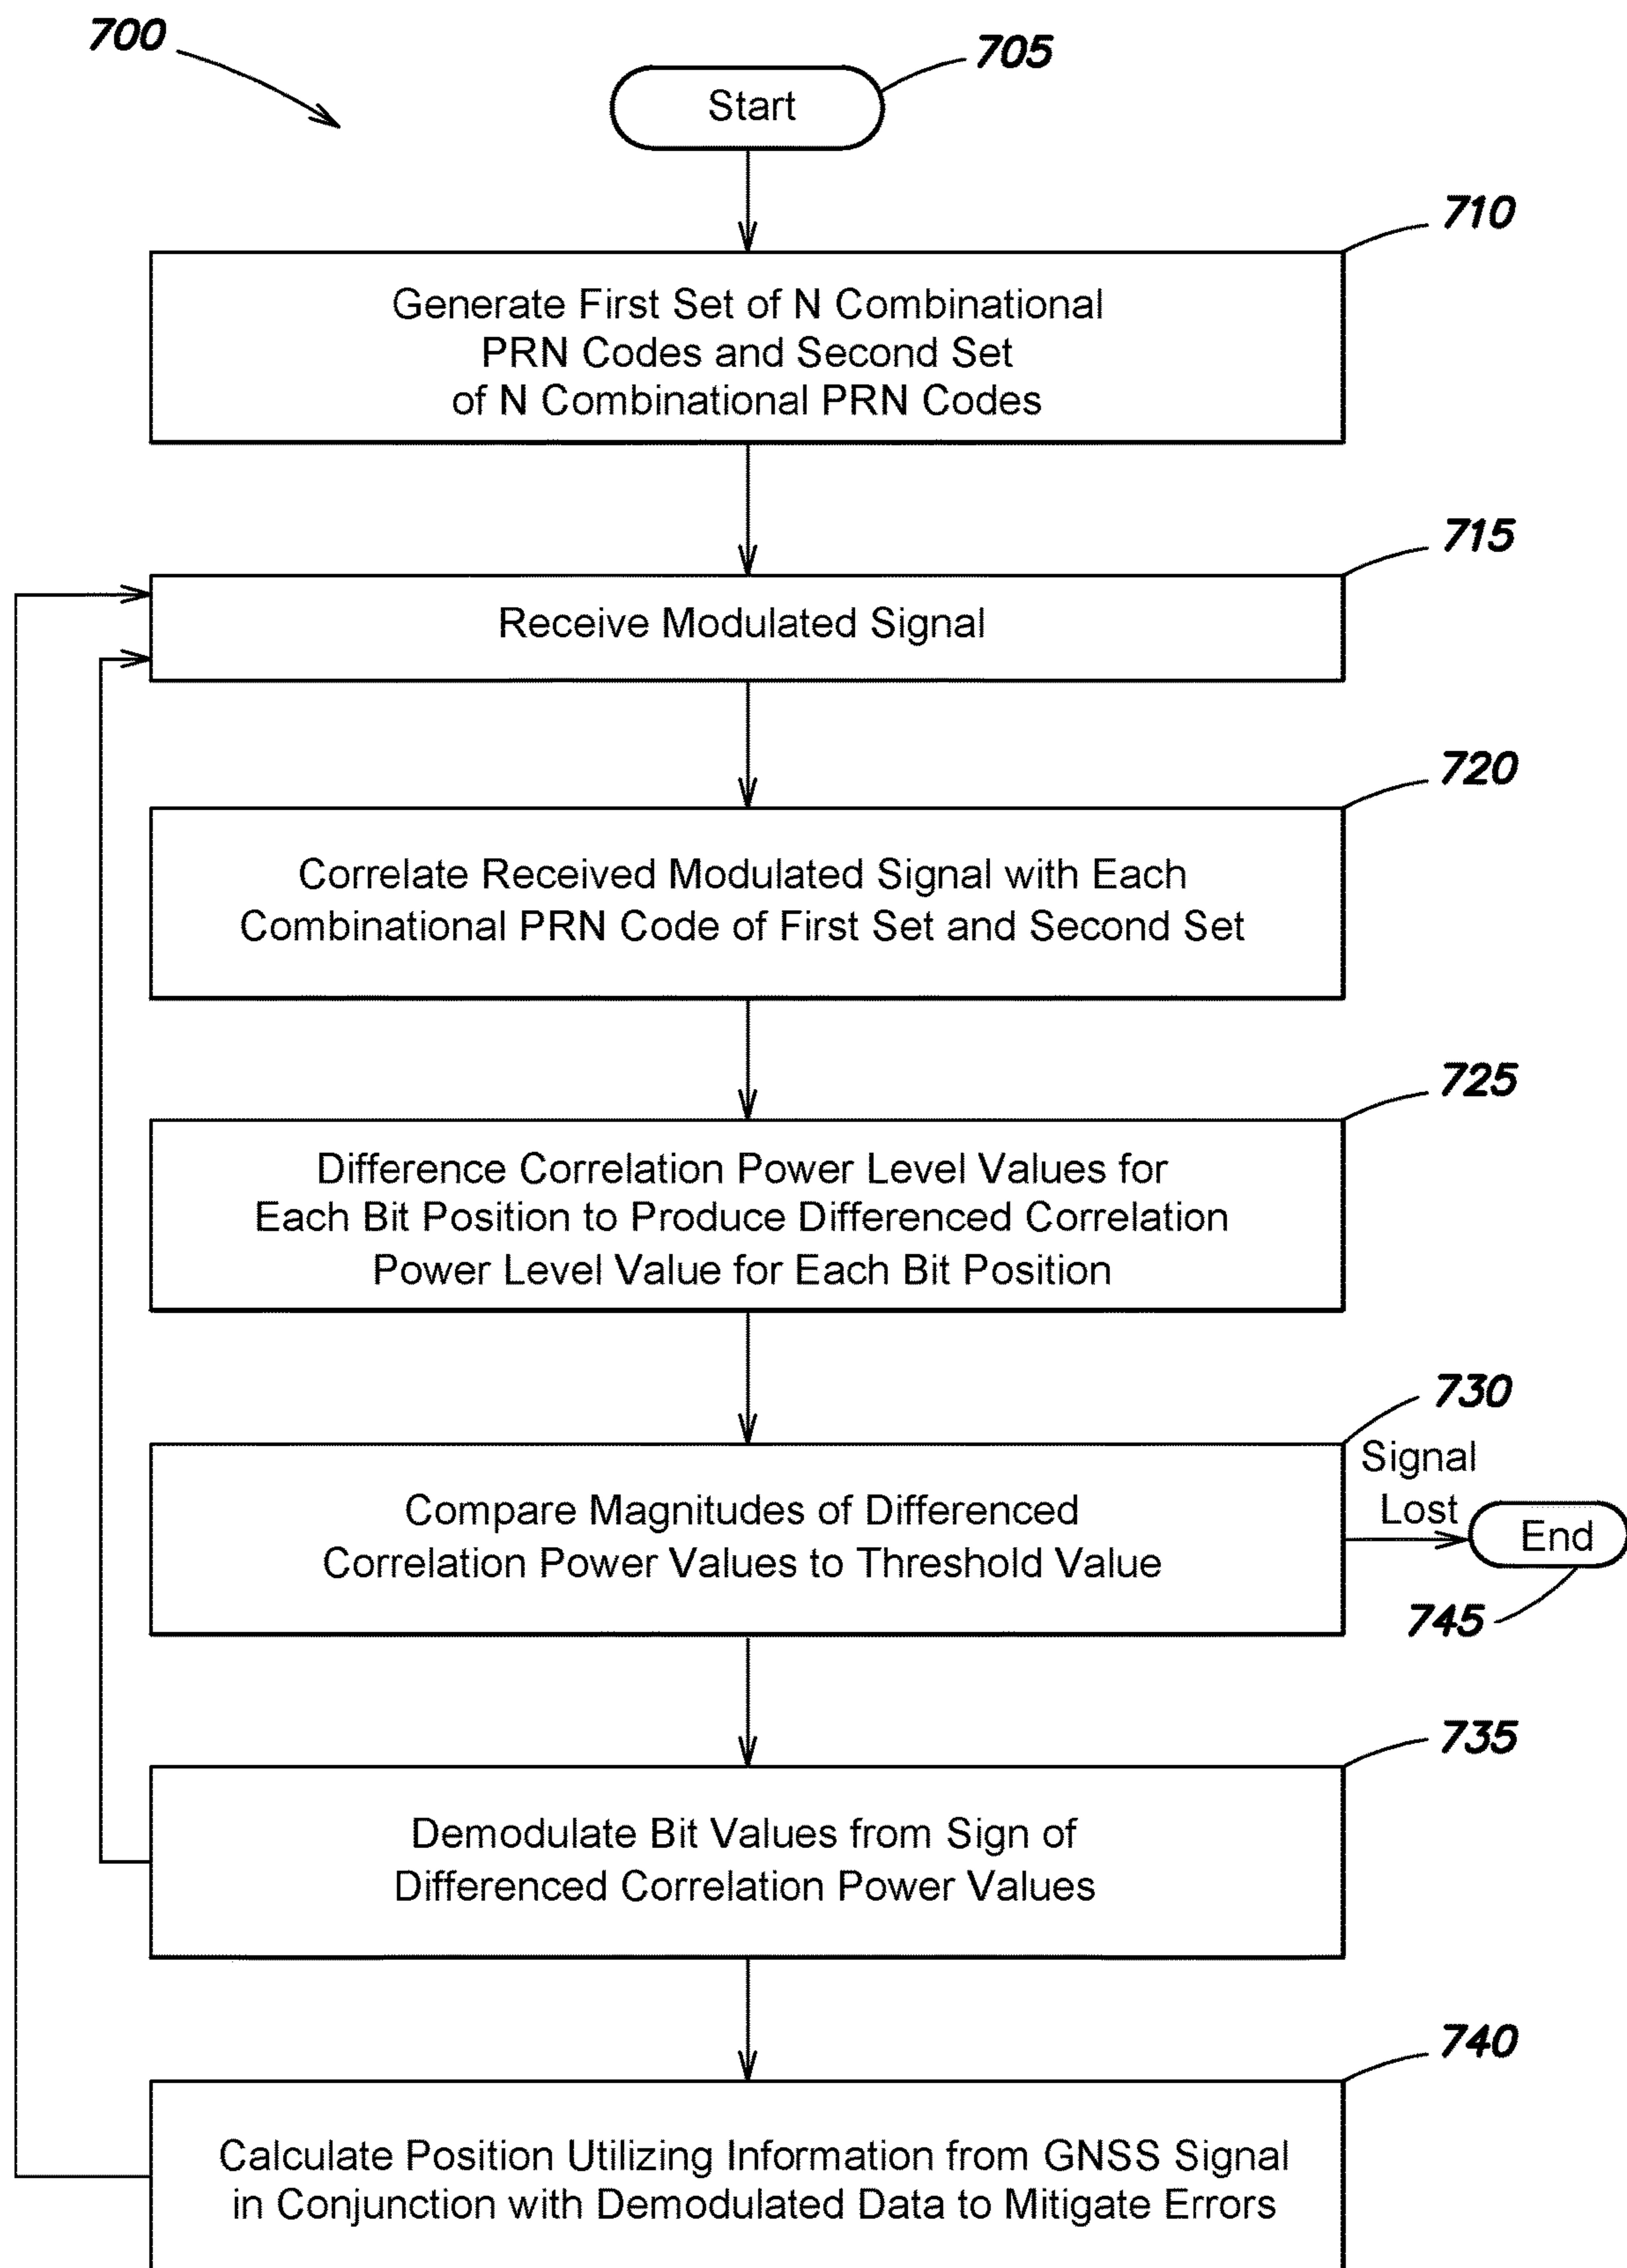 700
705
Start
710
Generate First Set of N Combinational
PRN Codes and Second Set
of N Combinational PRN Codes
715
Receive Modulated Signal
720
Correlate Received Modulated Signal with Each
Combinational PRN Code of First Set and Second Set
725
Difference Correlation Power Level Values for
Each Bit Position to Produce Differenced Correlation
Power Level Value for Each Bit Position
730
Signal
Lost
Compare Magnitudes of Differenced
Correlation Power Values to Threshold Value
End
745
735
Demodulate Bit Values from Sign of
Differenced Correlation Power Values
740
Calculate Position Utilizing Information from GNSS Signal
in Conjunction with Demodulated Data to Mitigate Errors